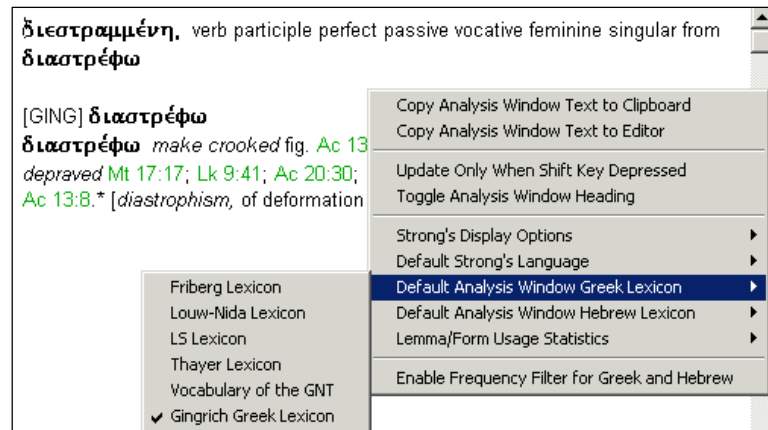 διεστραμμένη, verb participle perfect passive vocative feminine singular from
διαστρέφω
[GING] διαστρέφω
διαστρέφω make crooked fig. Ac 13
depraved Mt 17:17; Lk 9:41; Ac 20:30;
Ac 13:8.* [diastrophism, of deformation
Copy Analysis Window Text to Clipboard
Copy Analysis Window Text to Editor
Update Only When Shift Key Depressed
Toggle Analysis Window Heading
Strong's Display Options
Default Strong's Language
Default Analysis Window Greek Lexicon
Default Analysis Window Hebrew Lexicon
Lemma/Form Usage Statistics
Enable Frequency Filter for Greek and Hebrew
Friberg Lexicon
Louw-Nida Lexicon
LS Lexicon
Thayer Lexicon
Vocabulary of the GNT
Gingrich Greek Lexicon